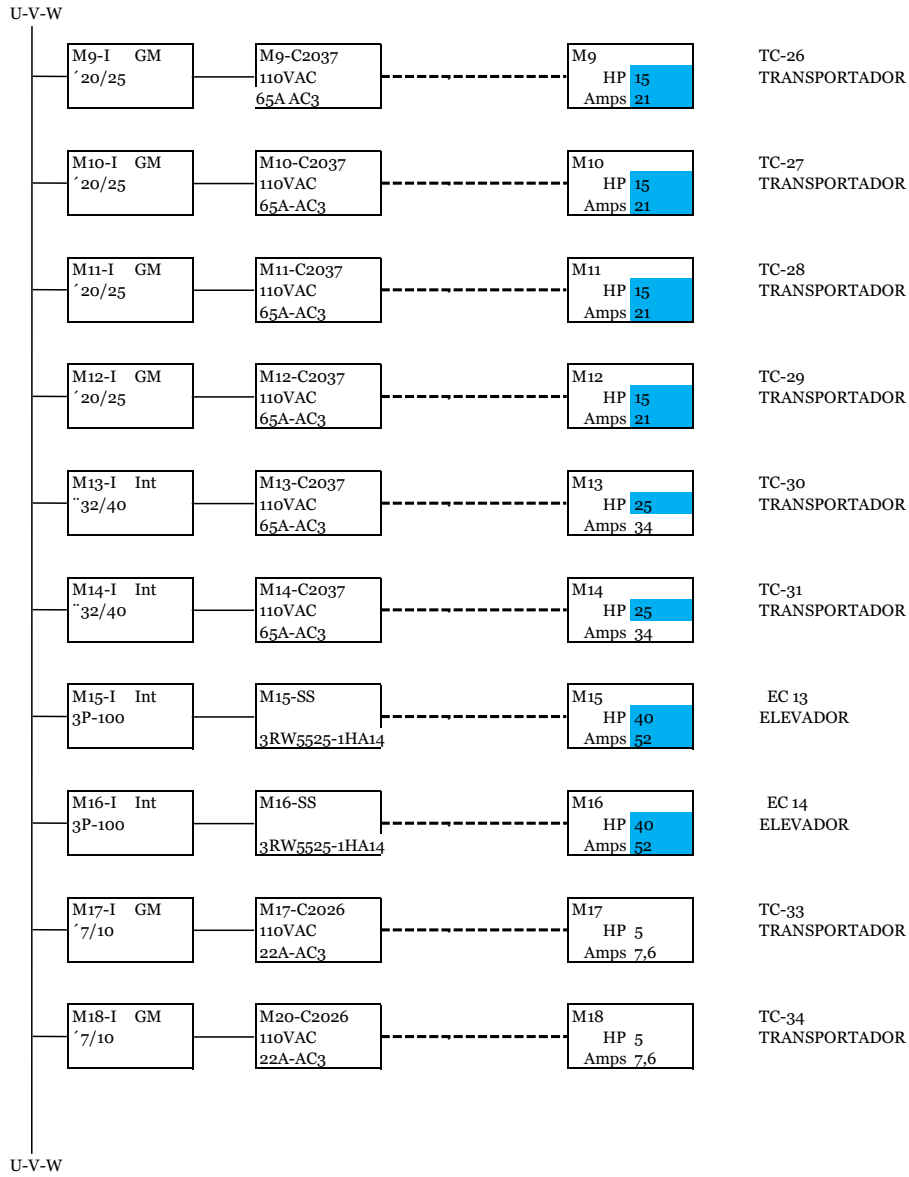 U-V-W
M9-I GM M9-C2037 M9 TC-26
´20/25 110VAC HP 15 TRANSPORTADOR
65A AC3 Amps 21
M10-I GM M10-C2037 M10 TC-27
´20/25 110VAC HP 15 TRANSPORTADOR
65A-AC3 Amps 21
M11-I GM M11-C2037 M11 TC-28
´20/25 110VAC HP 15 TRANSPORTADOR
65A-AC3 Amps 21
M12-I GM M12-C2037 M12 TC-29
´20/25 110VAC HP 15 TRANSPORTADOR
65A-AC3 Amps 21
M13-I Int M13-C2037 M13 TC-30
¨32/40 110VAC HP 25 TRANSPORTADOR
65A-AC3 Amps 34
M14-I Int M14-C2037 M14 TC-31
¨32/40 110VAC HP 25 TRANSPORTADOR
65A-AC3 Amps 34
M15-I Int M15-SS M15 EC 13
3P-100 HP 40 ELEVADOR
3RW5525-1HA14 Amps 52
M16-I Int M16-SS M16 EC 14
3P-100 HP 40 ELEVADOR
3RW5525-1HA14 Amps 52
M17-I GM M17-C2026 M17 TC-33
´7/10 110VAC HP 5 TRANSPORTADOR
22A-AC3 Amps 7,6
M18-I GM M20-C2026 M18 TC-34
´7/10 110VAC HP 5 TRANSPORTADOR
22A-AC3 Amps 7,6
U-V-W